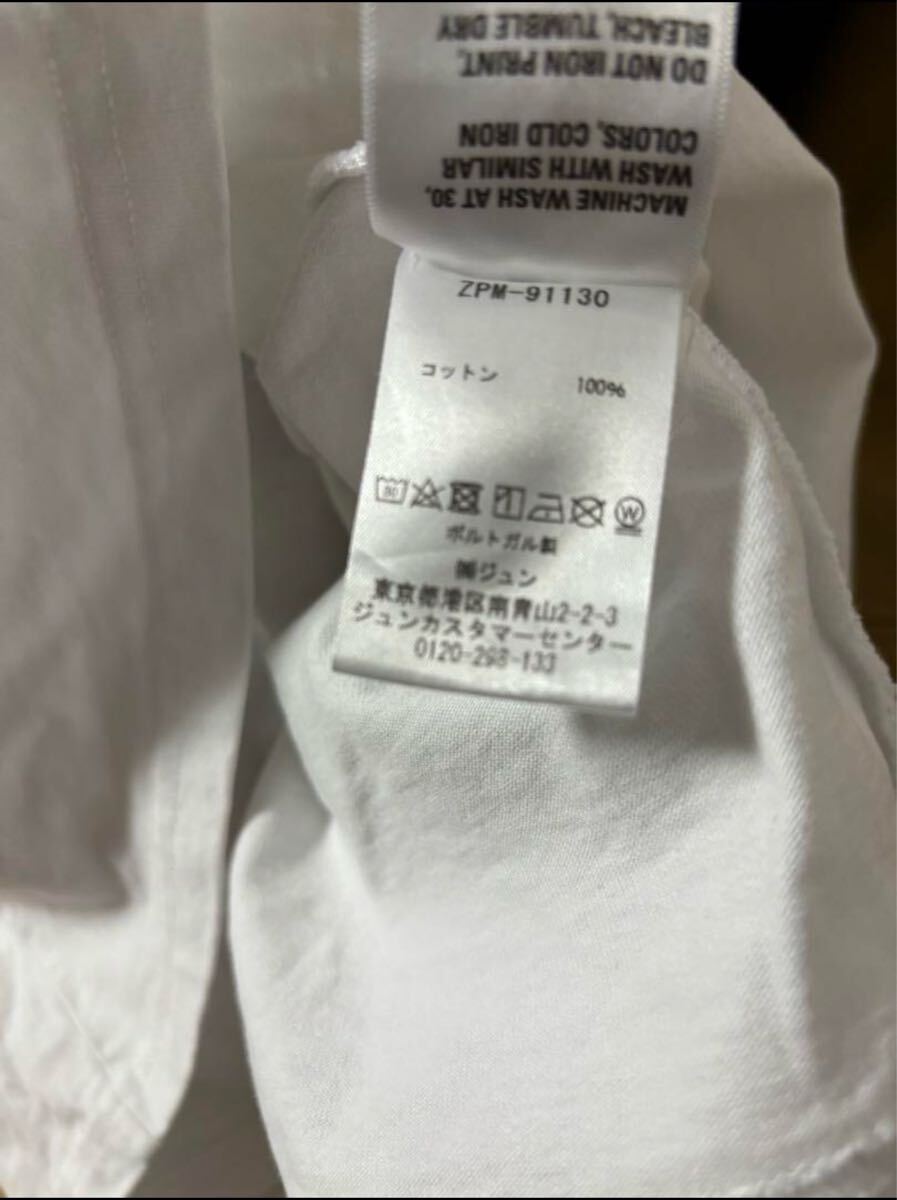 MACHINE WASH AT 30,
WASH WITH SIMILAR
COLORS, COLD IRON
DO NOT IRON PRINT,
BLEACH, TUMBLE DRY
ZPM-91130
コットン 100%
30 W
ポルトガル製
㈱ジュン
東京都港区南青山2-2-3
ジュンカスタマーセンター
0120-298-133